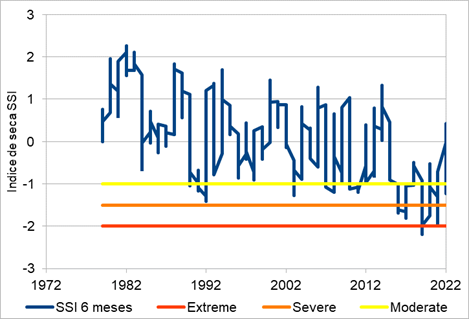 Indice de seca SSI
3
2
1
0
-1
-2
-3
1972 1982 1992 2002 2012 2022
SSI 6 meses Extreme Severe Moderate